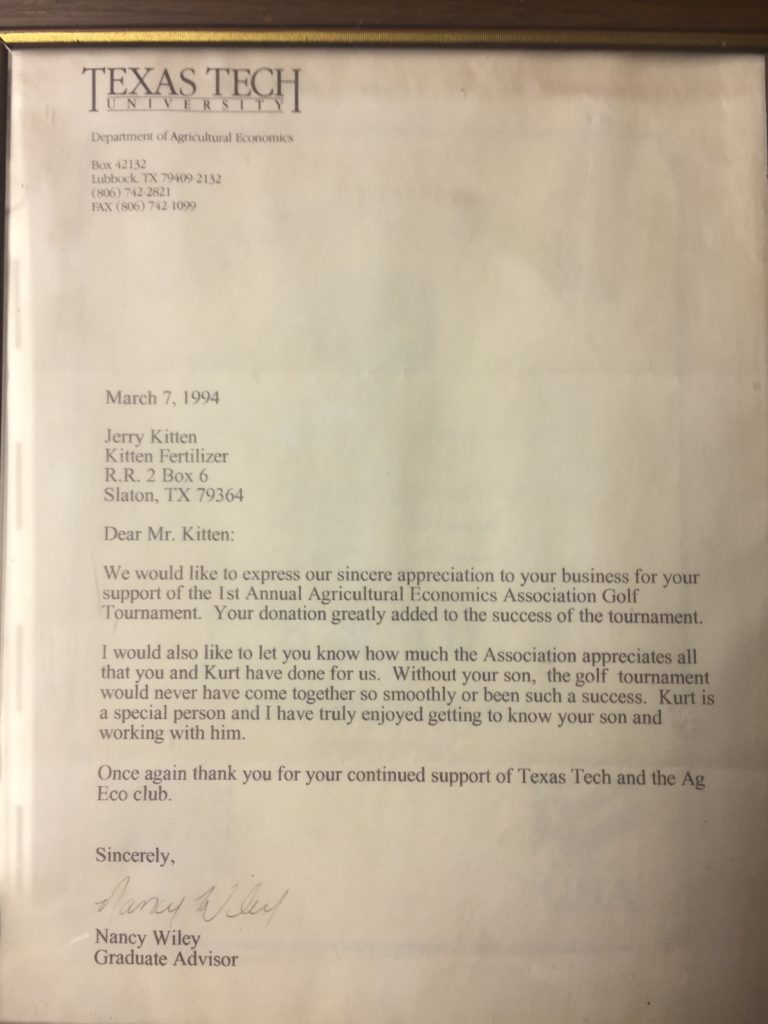 TEXAS TECH
UNIVERSITY
Department of Agricultural Economics
Box 42132
Lubbock, TX 79409-2132
(806) 742-2821
FAX (806) 742-1099
March 7, 1994
Jerry Kitten
Kitten Fertilizer
R.R. 2 Box 6
Slaton, TX 79364
Dear Mr. Kitten:
We would like to express our sincere appreciation to your business for your
support of the 1st Annual Agricultural Economics Association Golf
Tournament. Your donation greatly added to the success of the tournament.
I would also like to let you know how much the Association appreciates all
that you and Kurt have done for us. Without your son, the golf tournament
would never have come together so smoothly or been such a success. Kurt is
a special person and I have truly enjoyed getting to know your son and
working with him.
Once again thank you for your continued support of Texas Tech and the Ag
Eco club.
Sincerely,
Nancy Wiley
Nancy Wiley
Graduate Advisor